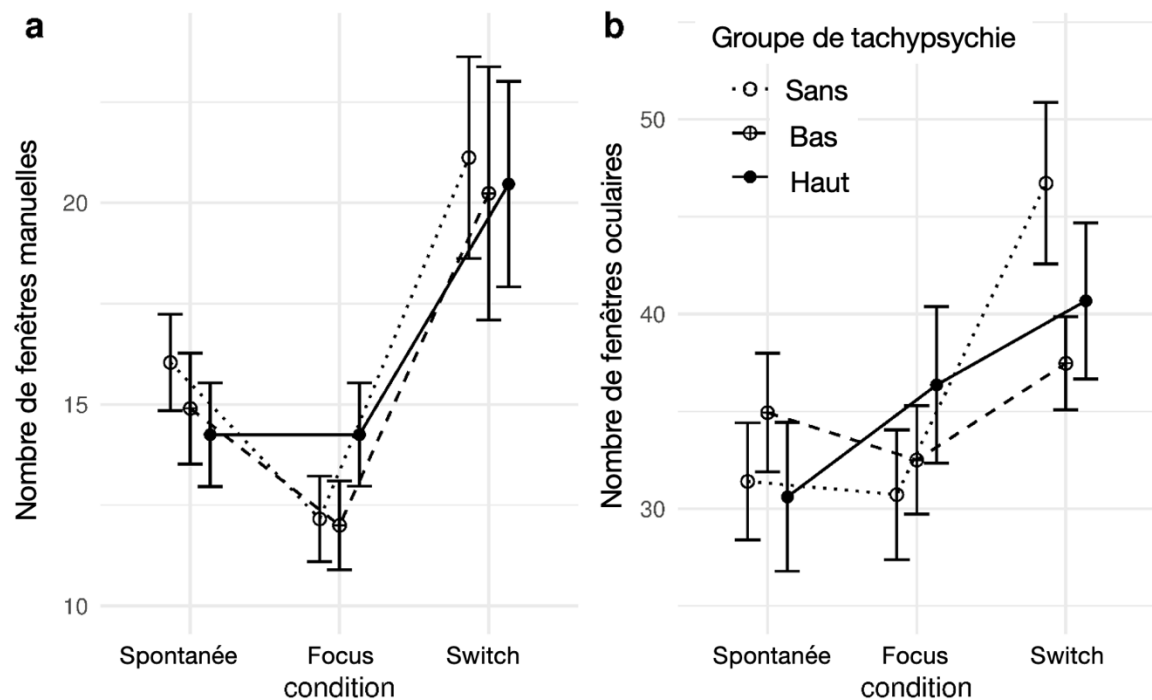 a
Nombre de fenêtres manuelles
20
15
10
Spontanée
Focus
Switch
condition
b
Groupe de tachypsychie
Sans
Bas
Haut
Nombre de fenêtres oculaires
50
40
30
Spontanée
Focus
Switch
condition